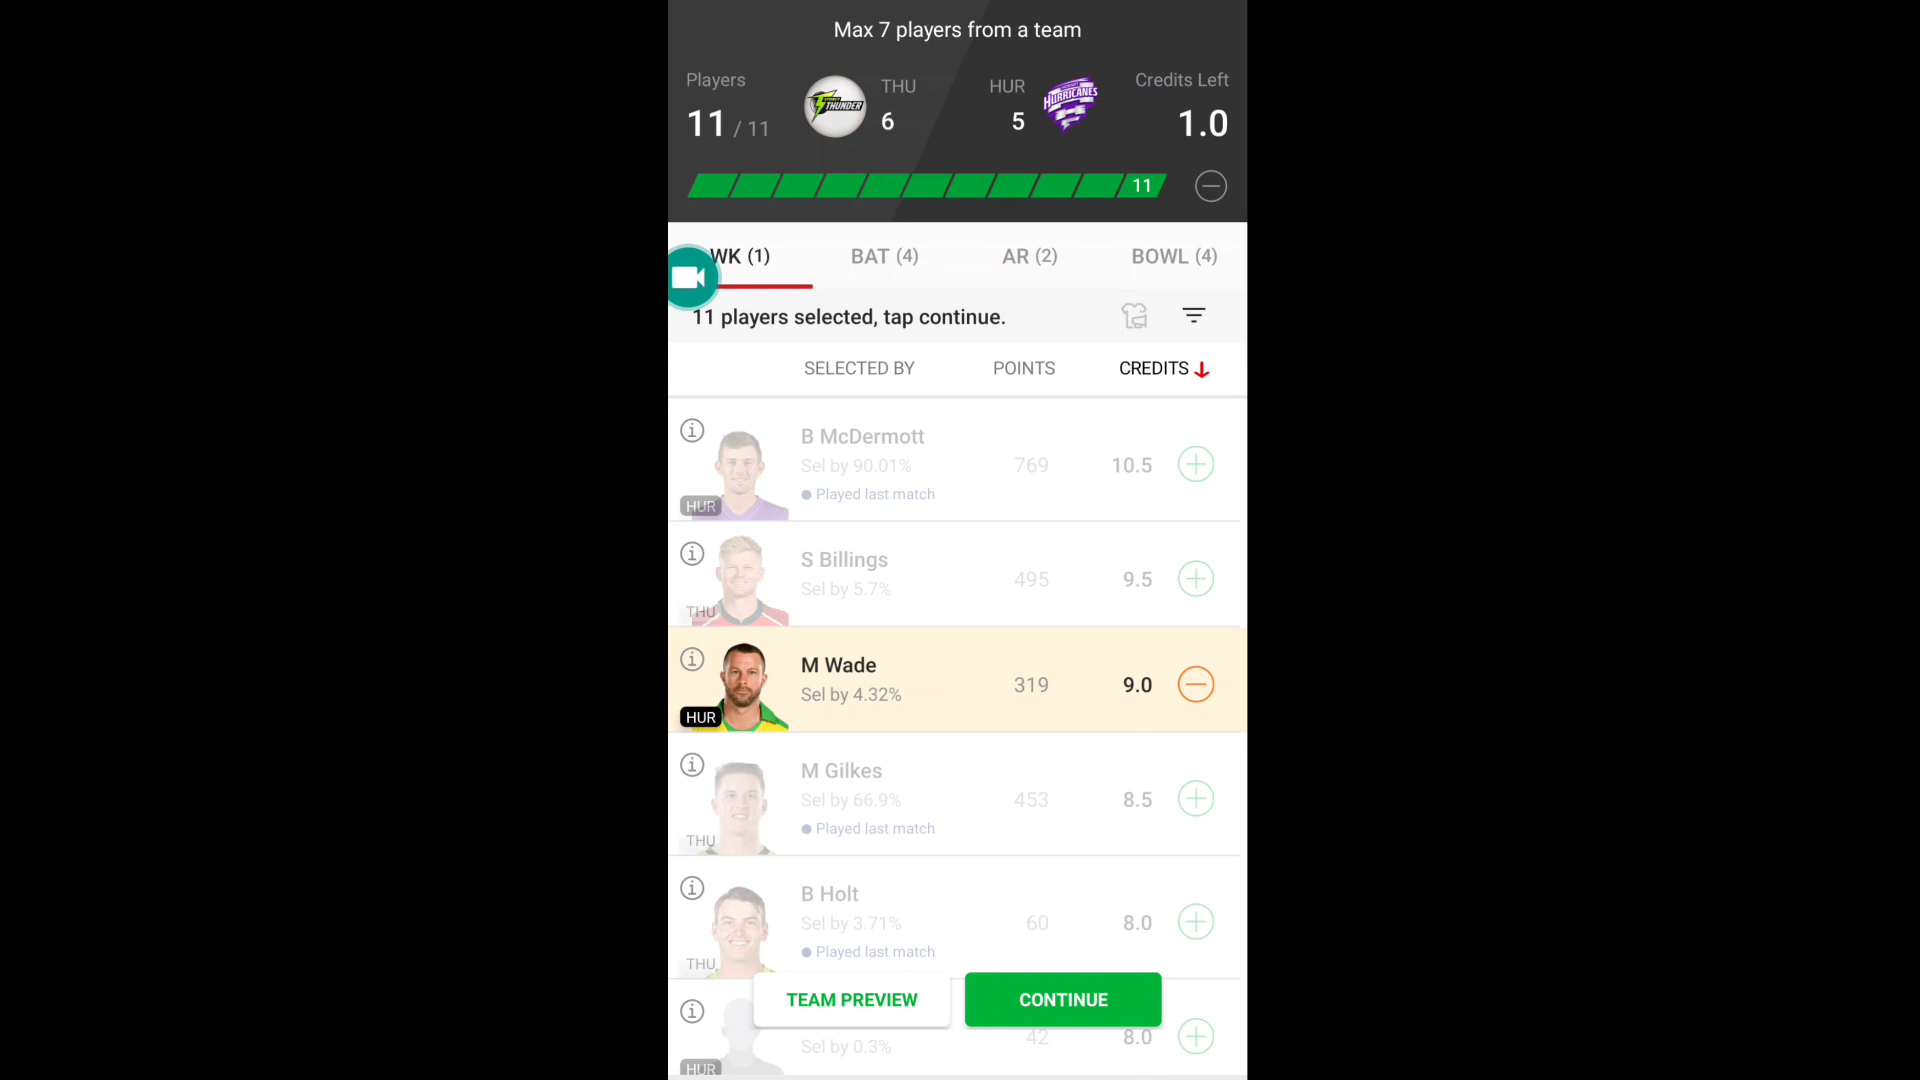 Max 7 players from a team
Players
11 / 11
THUNDER
THU
6
HUR
5
HURRICANES
Credits Left
1.0
11
WK (1)
BAT (4)
AR (2)
BOWL (4)
11 players selected, tap continue.
SELECTED BY
POINTS
CREDITS
B McDermott
Sel by 90.01%
Played last match
HUR
769
10.5
S Billings
Sel by 5.7%
THU
495
9.5
M Wade
Sel by 4.32%
HUR
319
9.0
M Gilkes
Sel by 66.9%
Played last match
THU
453
8.5
B Holt
Sel by 3.71%
Played last match
THU
60
8.0
TEAM PREVIEW
CONTINUE
Sel by 0.3%
42
8.0
HUR